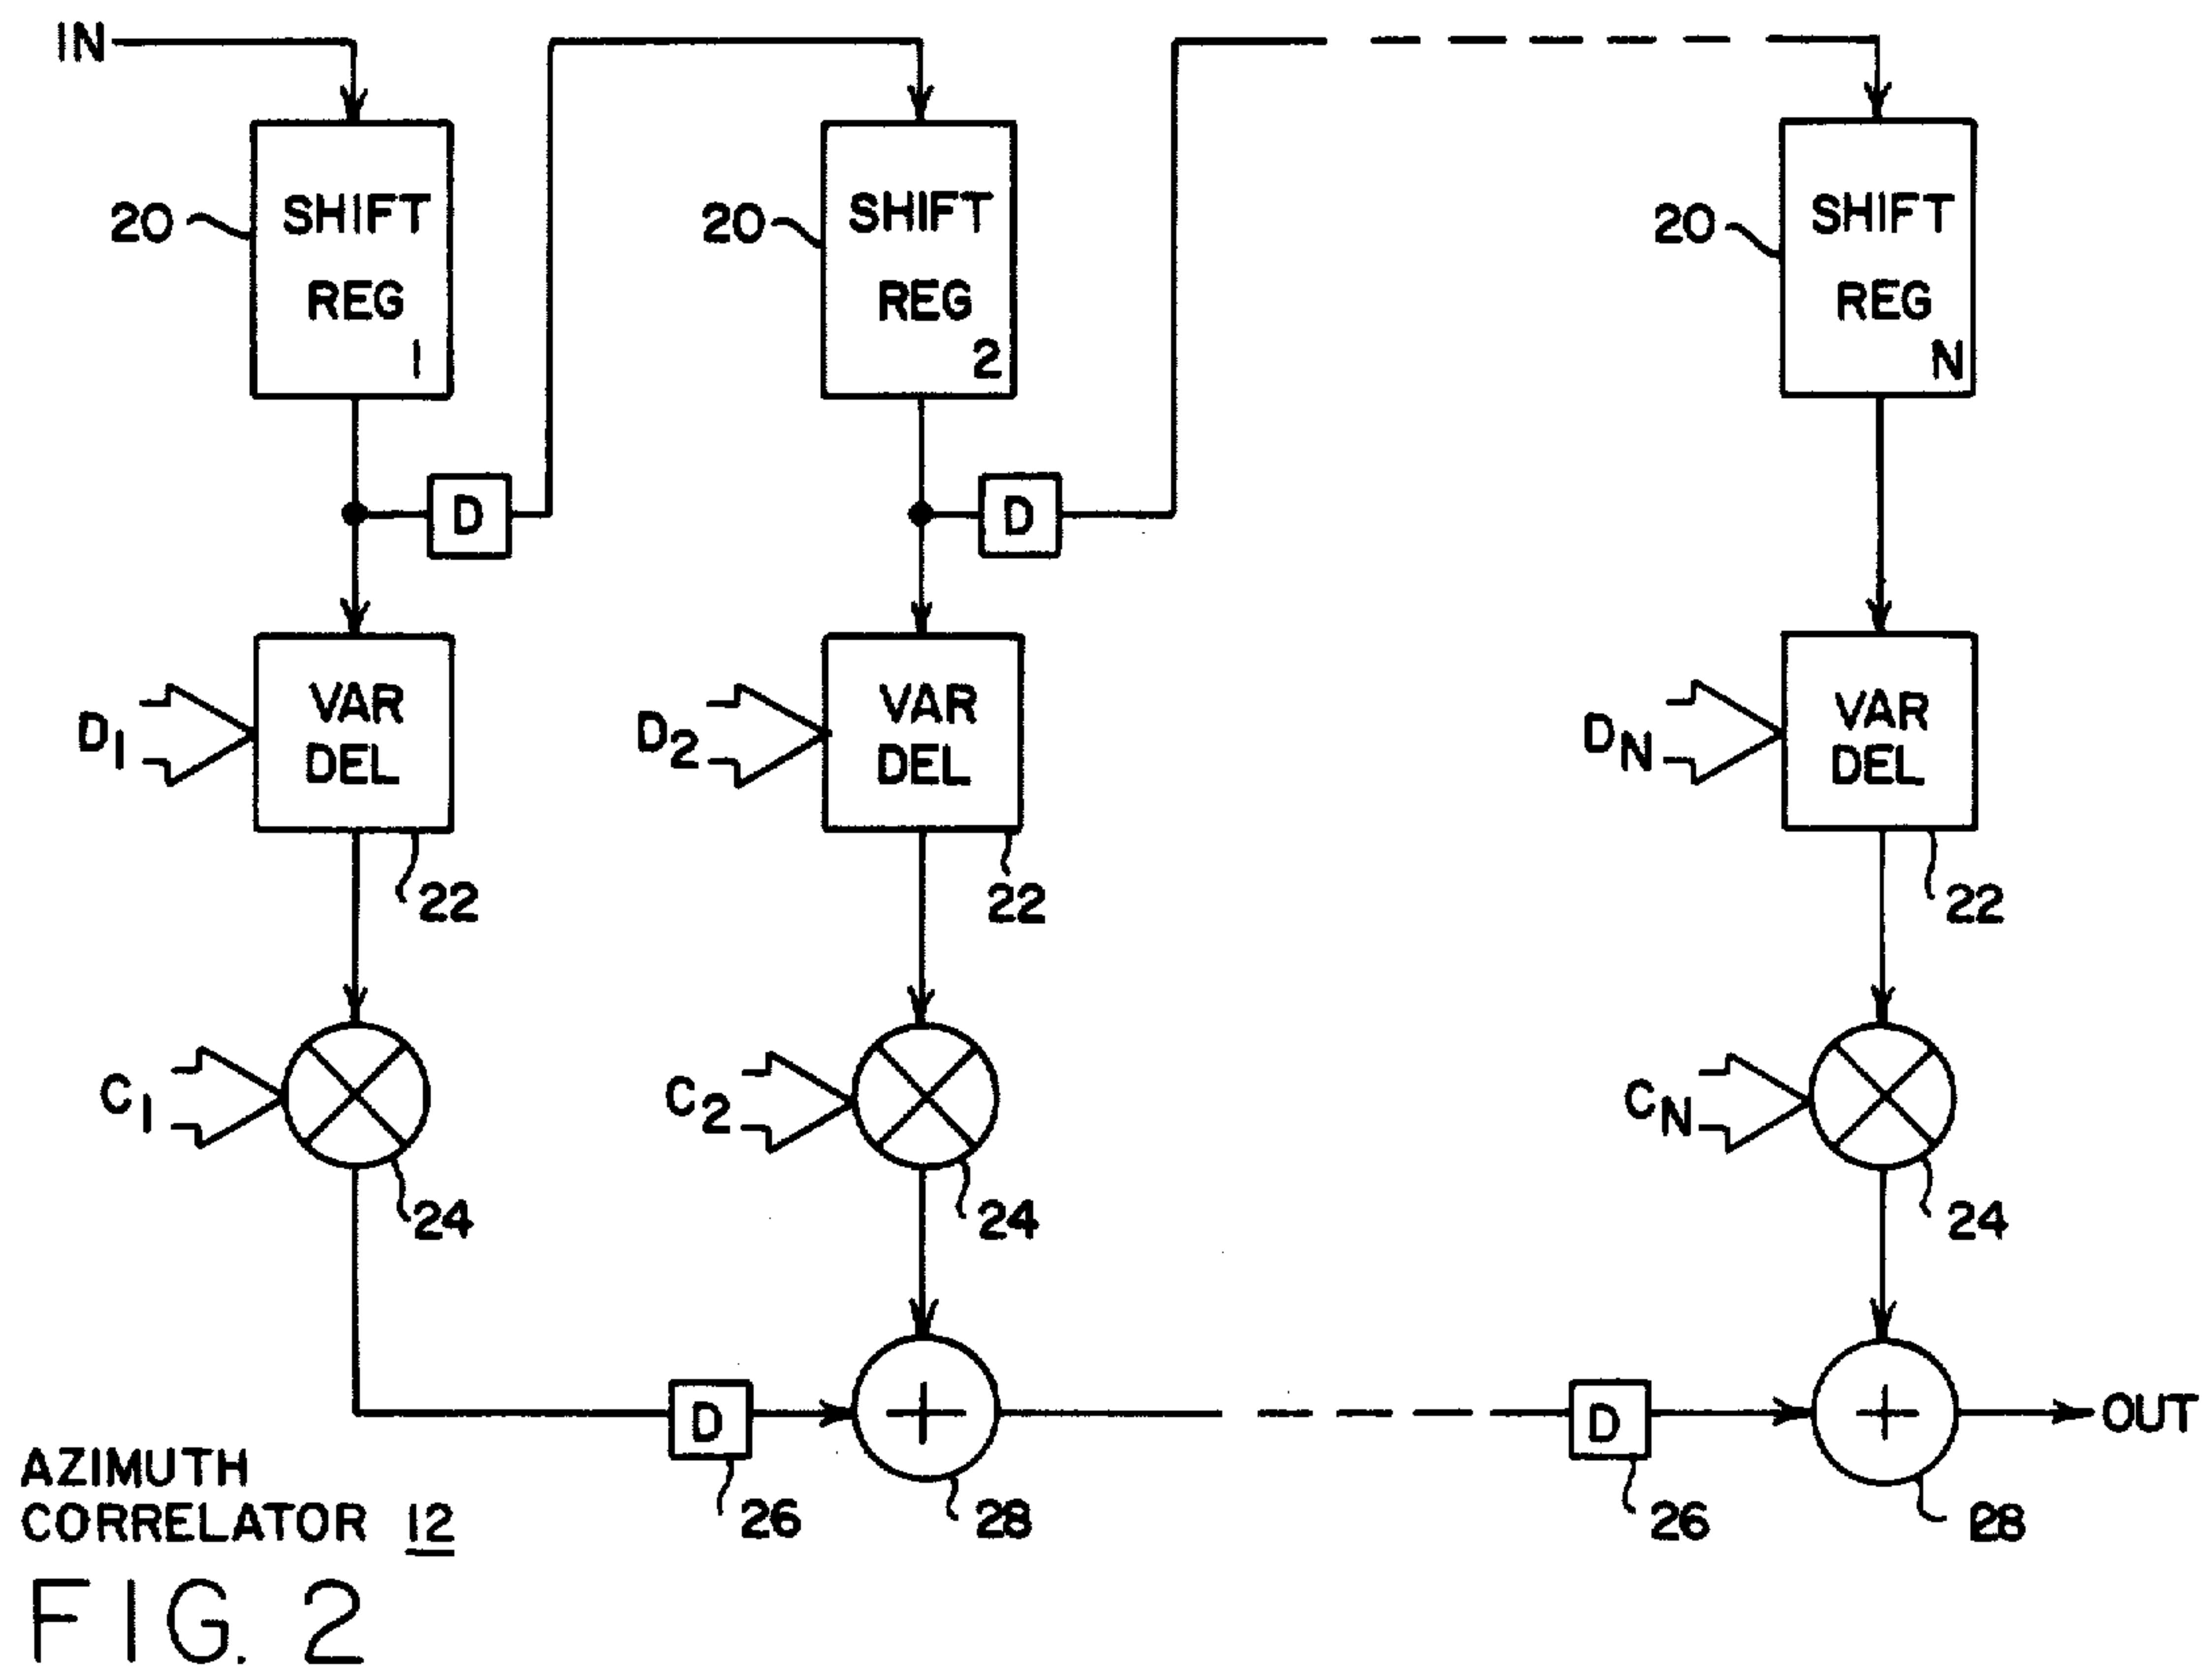 IN
20 SHIFT REG 1
20 SHIFT REG 2
20 SHIFT REG N
D
D
D1 VAR DEL 22
D2 VAR DEL 22
DN VAR DEL 22
C1 24
C2 24
CN 24
D 26
+ 28
D 26
+ 28
OUT
AZIMUTH
CORRELATOR 12
FIG. 2